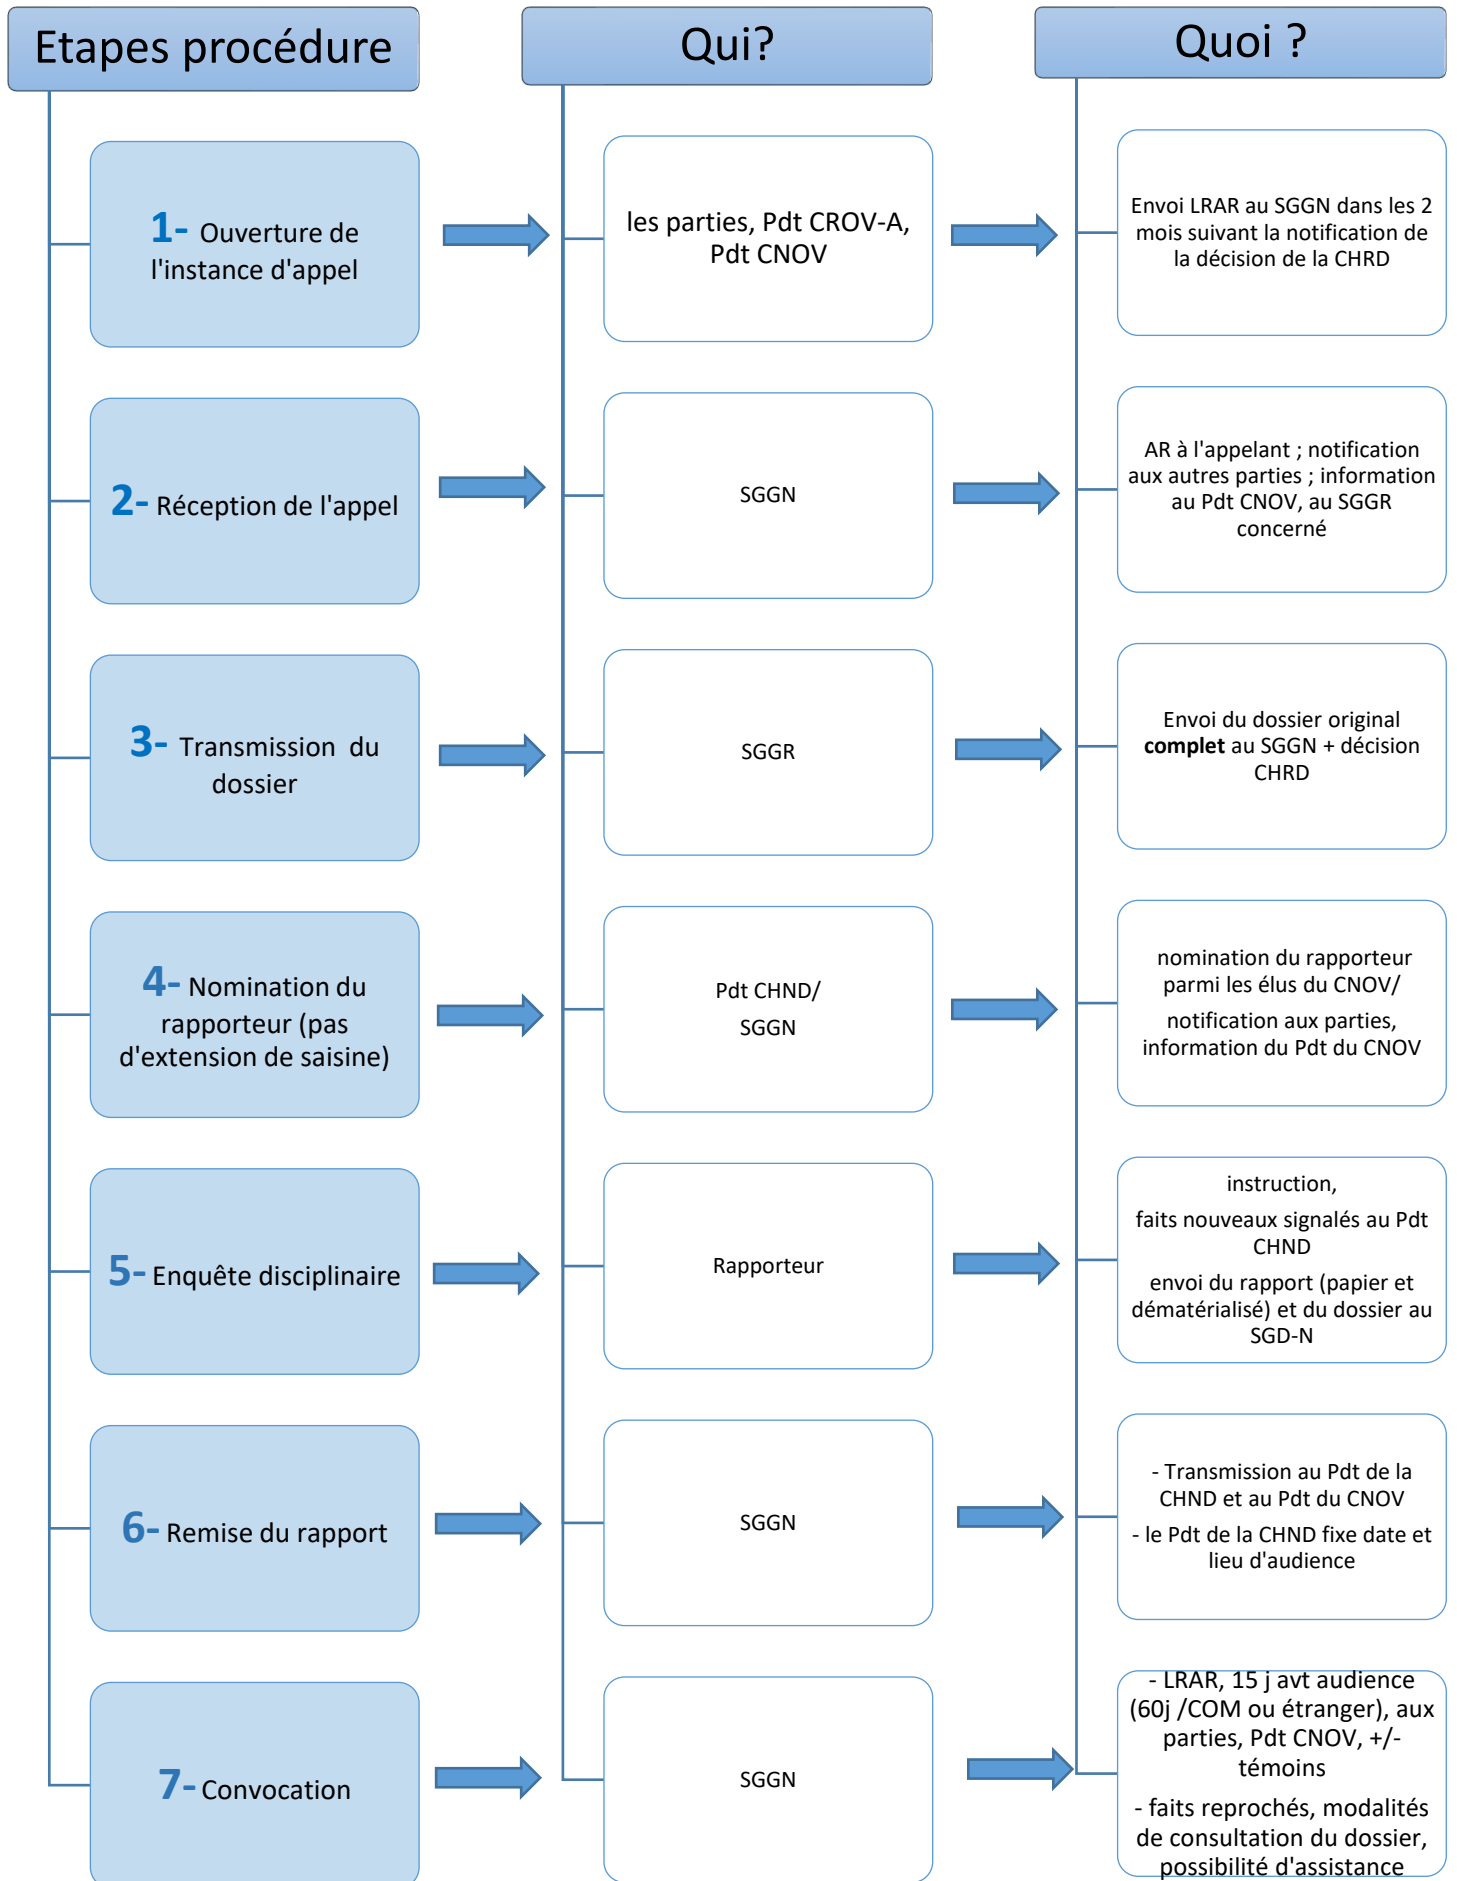 Etapes procédure
Qui?
Quoi ?
1- Ouverture de
l'instance d'appel
les parties, Pdt CROV-A,
Pdt CNOV
Envoi LRAR au SGGN dans les 2
mois suivant la notification de
la décision de la CHRD
2- Réception de l'appel
SGGN
AR à l'appelant ; notification
aux autres parties ; information
au Pdt CNOV, au SGGR
concerné
3- Transmission du
dossier
SGGR
Envoi du dossier original
complet au SGGN + décision
CHRD
4- Nomination du
rapporteur (pas
d'extension de saisine)
Pdt CHND/
SGGN
nomination du rapporteur
parmi les élus du CNOV/
notification aux parties,
information du Pdt du CNOV
5- Enquête disciplinaire
Rapporteur
instruction,
faits nouveaux signalés au Pdt
CHND
envoi du rapport (papier et
dématérialisé) et du dossier au
SGD-N
6- Remise du rapport
SGGN
- Transmission au Pdt de la
CHND et au Pdt du CNOV
- le Pdt de la CHND fixe date et
lieu d'audience
7- Convocation
SGGN
- LRAR, 15 j avt audience
(60j /COM ou étranger), aux
parties, Pdt CNOV, +/-
témoins
- faits reprochés, modalités
de consultation du dossier,
possibilité d'assistance